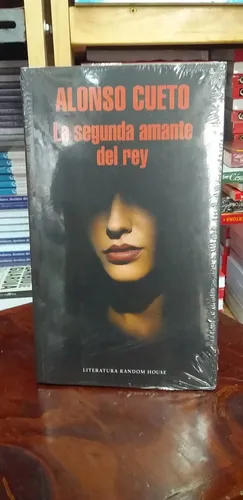 ALONSO CUETO
La segunda amante
del rey
LITERATURA RANDOM HOUSE